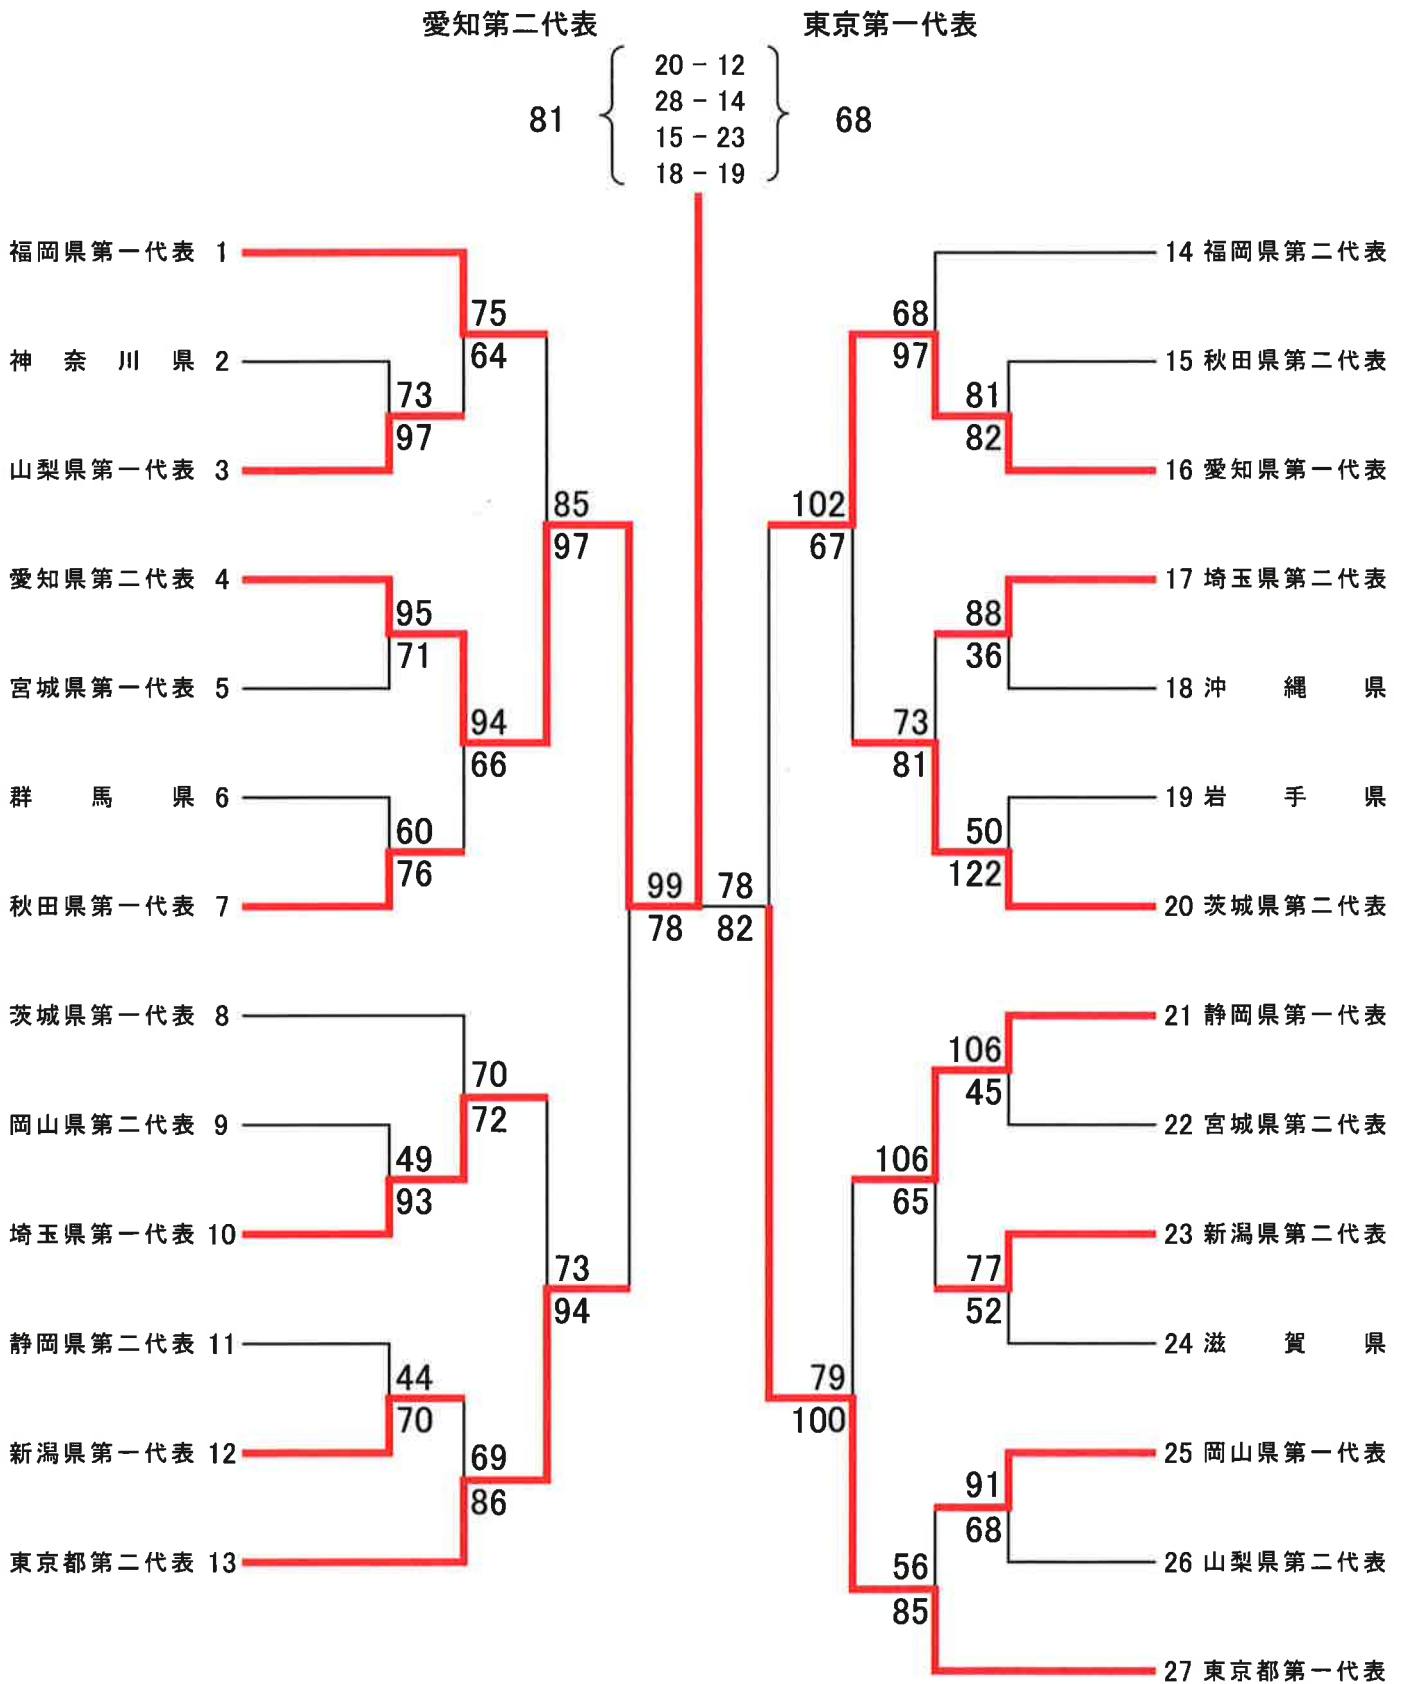 愛知第二代表 東京第一代表
20 － 12
28 － 14
81 68
15 － 23
18 － 19
福岡県第一代表 1
14 福岡県第二代表
75
64
68
97
神奈川県 2
15 秋田県第二代表
73
97
81
82
山梨県第一代表 3
16 愛知県第一代表
85
97
102
67
愛知県第二代表 4
17 埼玉県第二代表
95
71
88
36
宮城県第一代表 5
18 沖縄県
94
66
73
81
群馬県 6
19 岩手県
60
76
50
122
秋田県第一代表 7
20 茨城県第二代表
99 78
78 82
茨城県第一代表 8
21 静岡県第一代表
70
72
106
45
岡山県第二代表 9
22 宮城県第二代表
49
93
106
65
埼玉県第一代表 10
23 新潟県第二代表
73
94
77
52
静岡県第二代表 11
24 滋賀県
44
70
79
100
新潟県第一代表 12
25 岡山県第一代表
69
86
91
68
東京都第二代表 13
26 山梨県第二代表
56
85
27 東京都第一代表